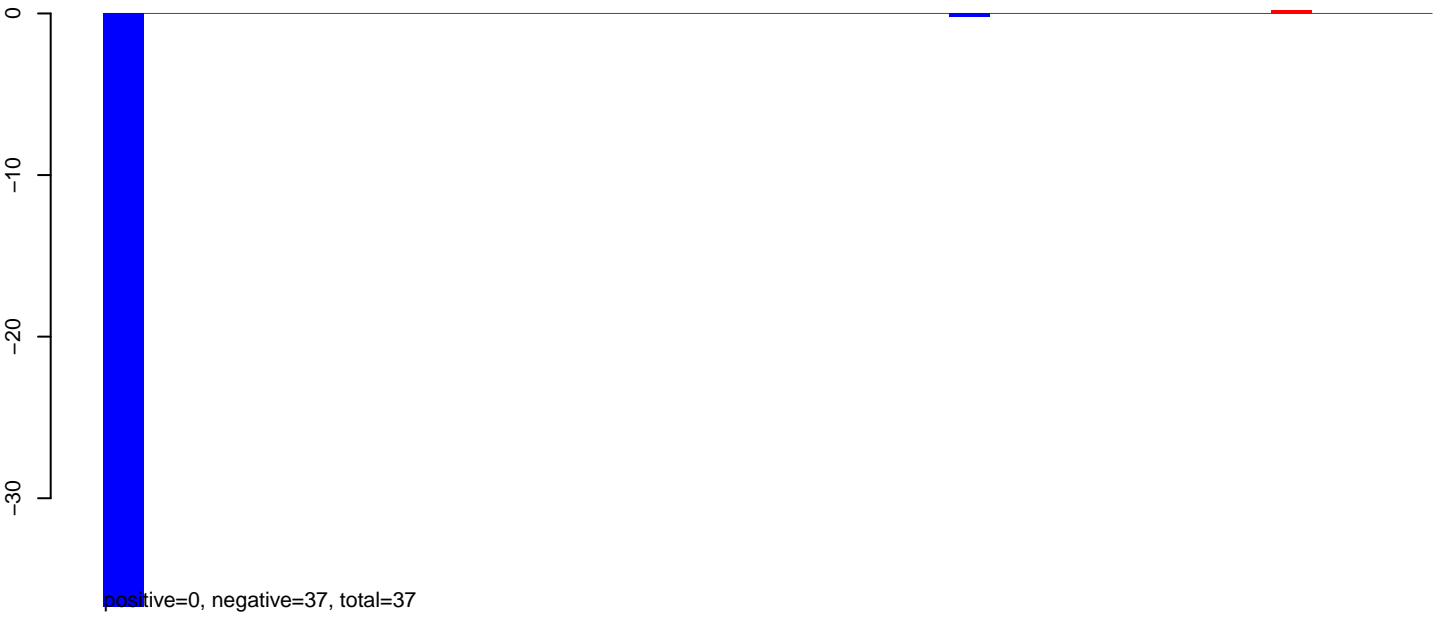 0
−10
−20
−30
positive=0, negative=37, total=37